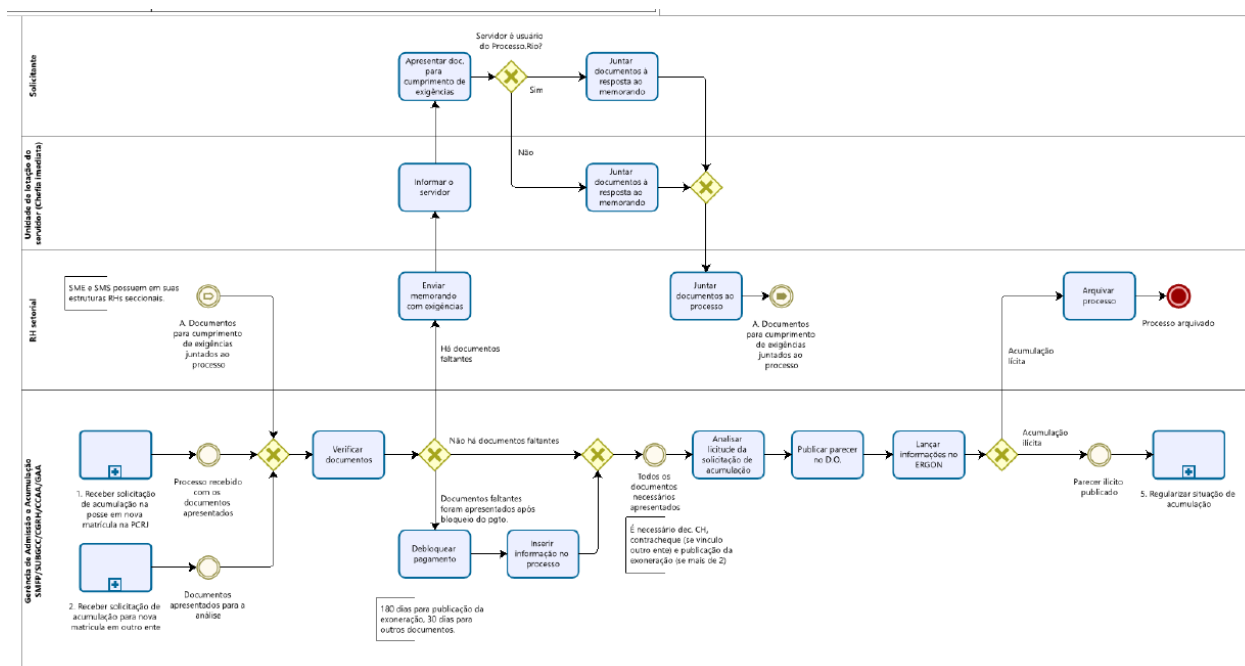 Solicitante
Apresentar doc.
para
cumprimento de
exigências
Servidor é usuário
do Processo.Rio?
Sim
Juntar
documentos à
resposta ao
memorando
Unidade de lotação do
servidor (Chefia imediata)
Informar o
servidor
Não
Juntar
documentos à
resposta ao
memorando
RH setorial
SME e SMS possuem em suas
estruturas RHs seccionais.
A. Documentos
para cumprimento
de exigências
juntados ao
processo
Enviar
memorando
com exigências
Há documentos
faltantes
Juntar
documentos ao
processo
A. Documentos
para cumprimento
de exigências
juntados ao
processo
Arquivar
processo
Processo arquivado
Acumulação
lícita
Gerência de Admissão e Acumulação
SMFP/SUBGCC/CGRH/CCAA/GAA
1. Receber solicitação
de acumulação na
posse em nova
matrícula na PCRJ
Processo recebido
com os
documentos
apresentados
2. Receber solicitação de
acumulação para nova
matrícula em outro ente
Documentos
apresentados para a
análise
Verificar
documentos
Não há documentos faltantes
Documentos faltantes
foram apresentados após
bloqueio do pgto.
Debloquear
pagamento
Inserir
informação no
processo
180 dias para publicação da
exoneração, 30 dias para
outros documentos.
Todos os
documentos
necessários
apresentados
É necessário dec. CH,
contracheque (se vínculo
outro ente) e publicação da
exoneração (se mais de 2)
Analisar
licitude da
solicitação de
acumulação
Publicar parecer
no D.O.
Lançar
informações no
ERGON
Acumulação
ilícita
Parecer ilícito
publicado
5. Regularizar situação de
acumulação